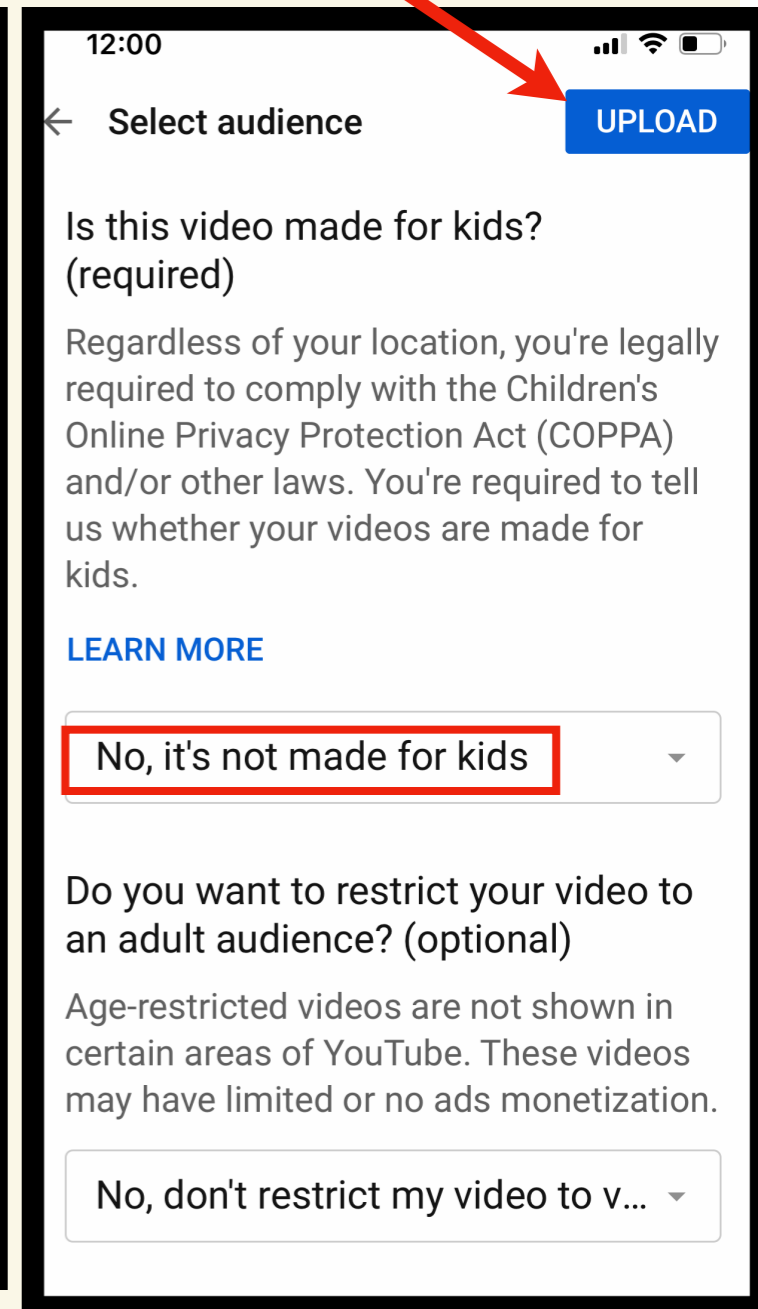 12:00
Select audience
UPLOAD
Is this video made for kids?
(required)
Regardless of your location, you're legally
required to comply with the Children's
Online Privacy Protection Act (COPPA)
and/or other laws. You're required to tell
us whether your videos are made for
kids.
LEARN MORE
No, it's not made for kids
Do you want to restrict your video to
an adult audience? (optional)
Age-restricted videos are not shown in
certain areas of YouTube. These videos
may have limited or no ads monetization.
No, don't restrict my video to v...